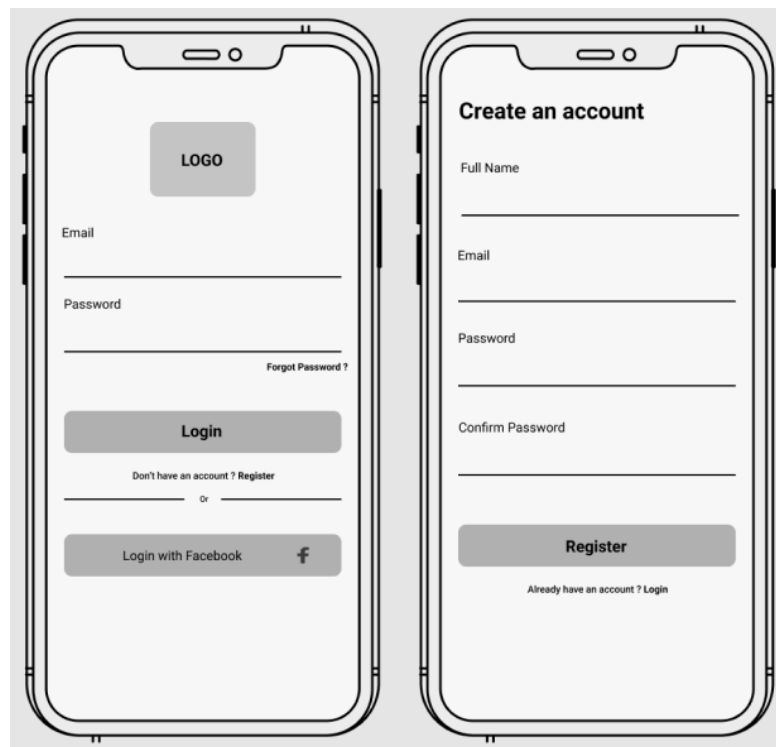 LOGO
Email
Password
Forgot Password ?
Login
Don't have an account ? Register
Or
Login with Facebook f
Create an account
Full Name
Email
Password
Confirm Password
Register
Already have an account ? Login